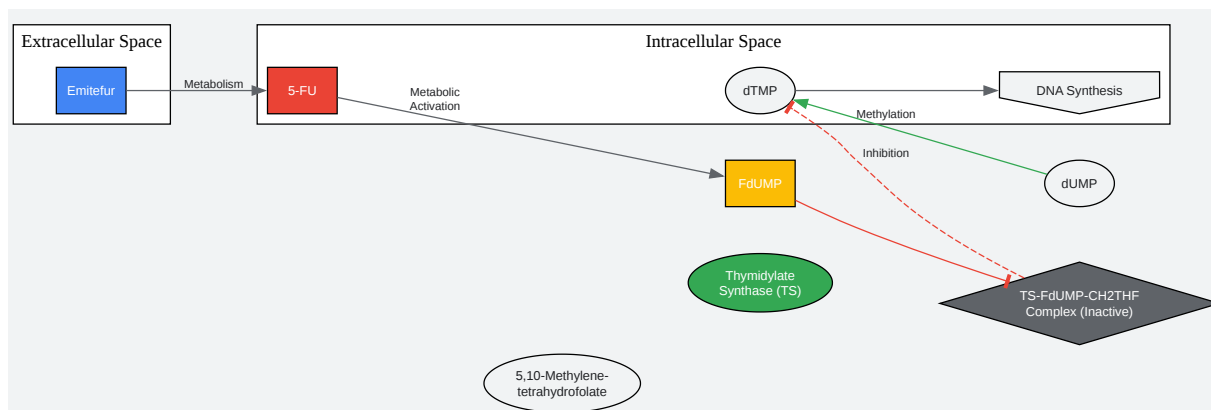 Extracellular Space
Intracellular Space
Emitefur
Metabolism
5-FU
Metabolic
Activation
dTMP
DNA Synthesis
Methylation
Inhibition
FdUMP
dUMP
Thymidylate
Synthase (TS)
TS-FdUMP-CH2THF
Complex (Inactive)
5,10-Methylene-
tetrahydrofolate